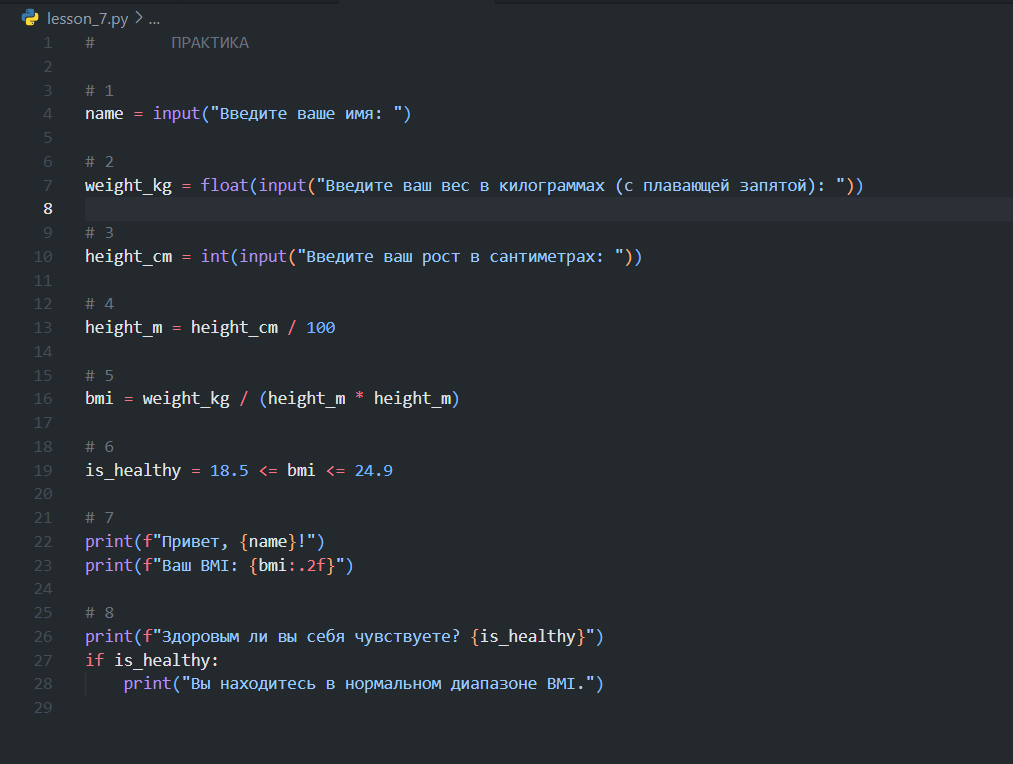 lesson_7.py > ...
1 # ПРАКТИКА
2
3 # 1
4 name = input("Введите ваше имя: ")
5
6 # 2
7 weight_kg = float(input("Введите ваш вес в килограммах (с плавающей запятой): "))
8
9 # 3
10 height_cm = int(input("Введите ваш рост в сантиметрах: "))
11
12 # 4
13 height_m = height_cm / 100
14
15 # 5
16 bmi = weight_kg / (height_m * height_m)
17
18 # 6
19 is_healthy = 18.5 <= bmi <= 24.9
20
21 # 7
22 print(f"Привет, {name}!")
23 print(f"Ваш BMI: {bmi:.2f}")
24
25 # 8
26 print(f"Здоровым ли вы себя чувствуете? {is_healthy}")
27 if is_healthy:
28     print("Вы находитесь в нормальном диапазоне BMI.")
29